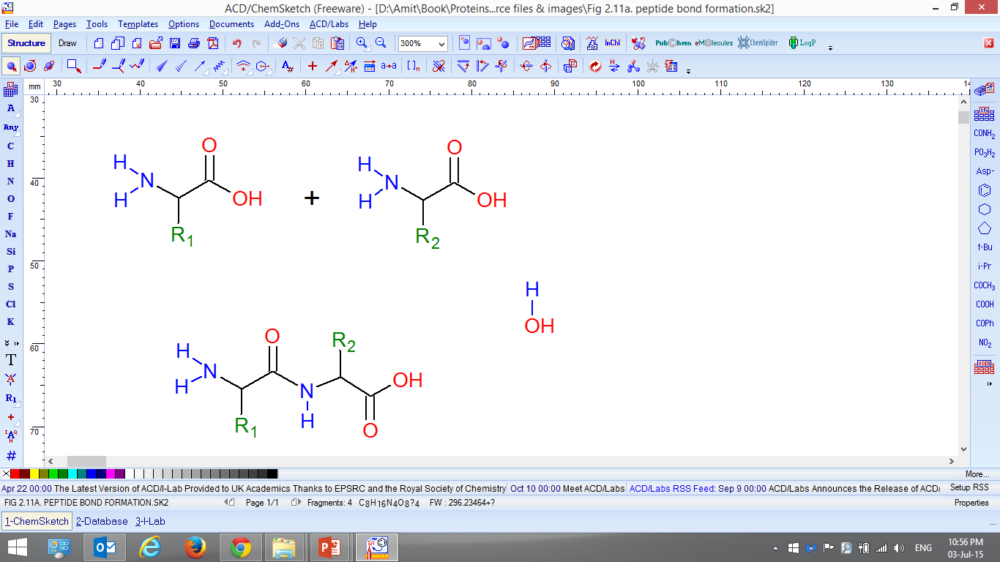 ACD/ChemSketch (Freeware) - [D:\Amit\Book\Proteins...rce files & images\Fig 2.11a. peptide bond formation.sk2]
File Edit Pages Tools Templates Options Documents Add-Ons ACD/Labs Help
Structure Draw 300% InChI PubChem eMolecules ChemSpider LogP
mm 30 40 50 60 70 80 90 100 110 120 130 14
30
40
50
60
70
A
Any
C
H
N
O
F
Na
Si
P
S
Cl
K
T
A
R1
#
H
H
N
O
OH
R1
+
H
H
N
O
OH
R2
H
OH
H
H
N
R1
O
N
H
R2
OH
O
CONH2
PO3H2
Asp-
t-Bu
i-Pr
COCH3
COOH
COPh
NO2
USER
More...
Apr 22 00:00 The Latest Version of ACD/I-Lab Provided to UK Academics Thanks to EPSRC and the Royal Society of Chemistry Oct 10 00:00 Meet ACD/Labs ACD/Labs RSS Feed: Sep 9 00:00 ACD/Labs Announces the Release of ACD/ Setup RSS
FIG 2.11A. PEPTIDE BOND FORMATION.SK2 Page 1/1 Fragments: 4 C8H16N4O8?4 FW : 296.23464+? Properties
1-ChemSketch 2-Database 3-I-Lab ...
ENG 10:56 PM
03-Jul-15